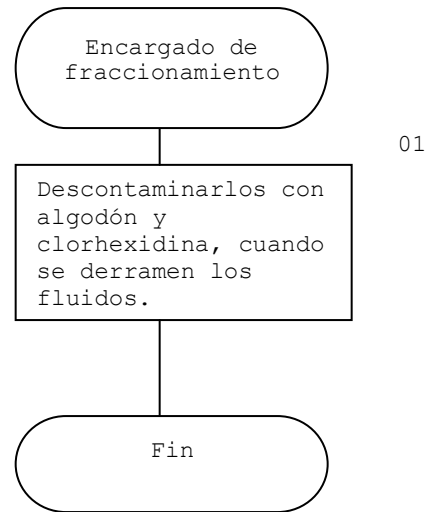 Encargado de
fraccionamiento
01
Descontaminarlos con
algodón y
clorhexidina, cuando
se derramen los
fluidos.
Fin